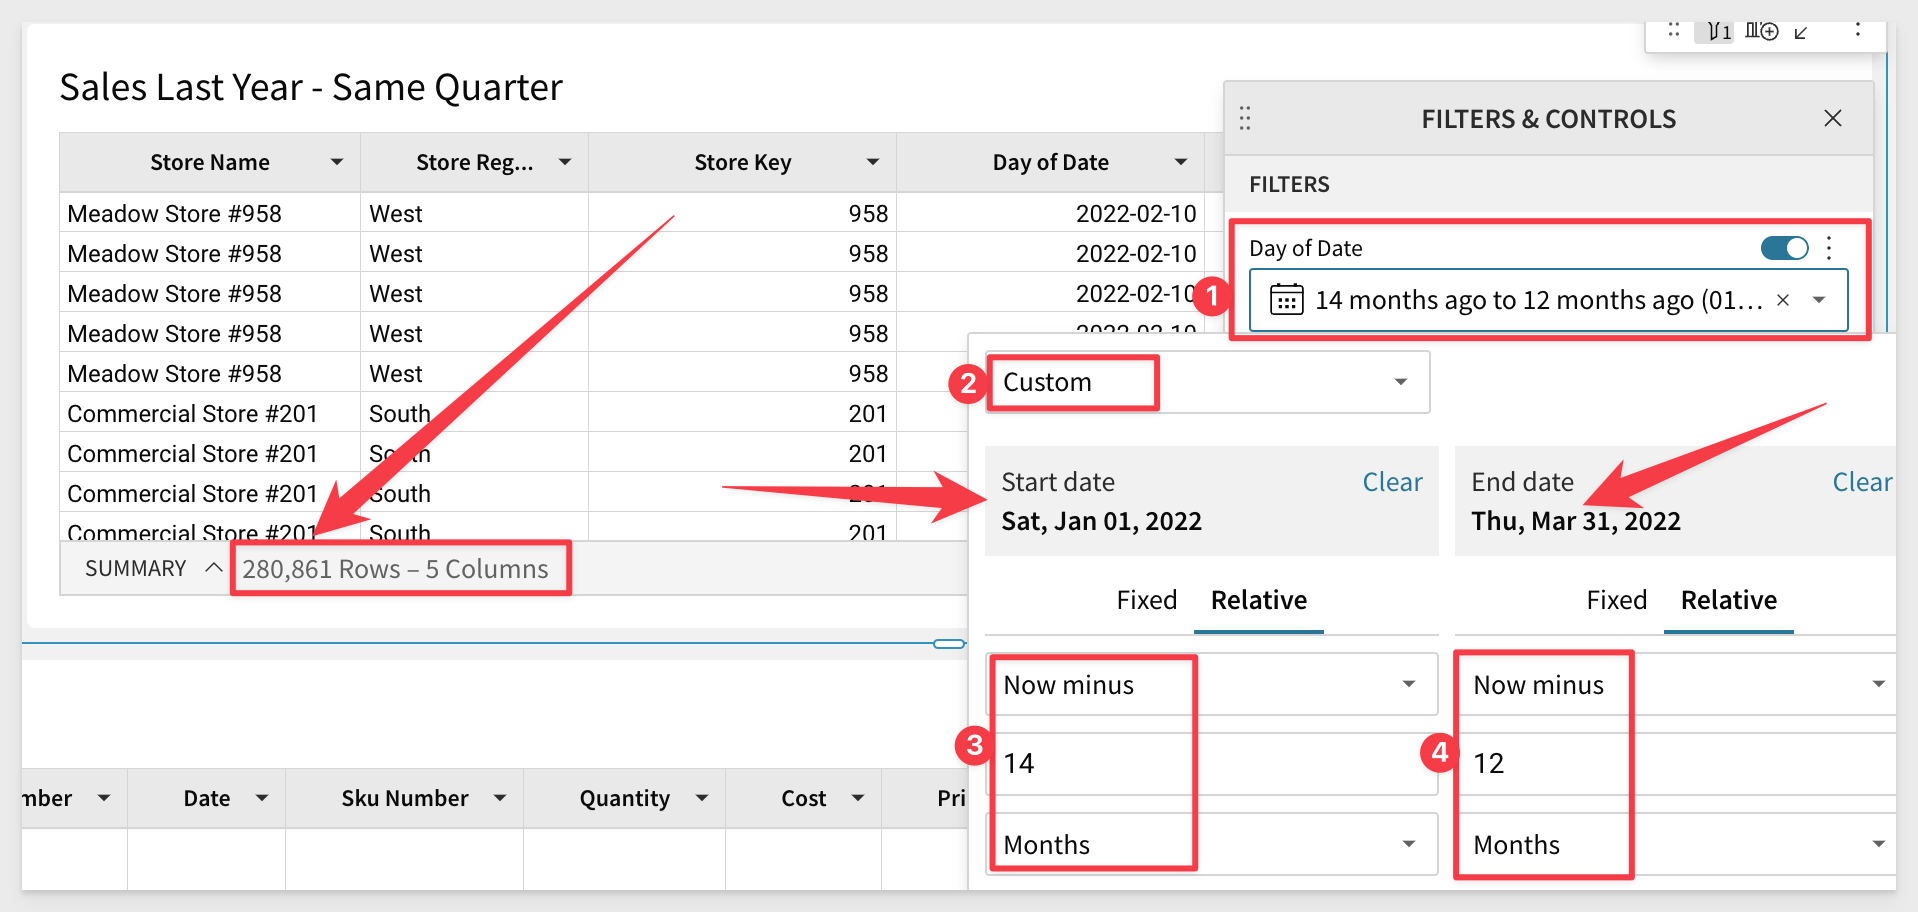 1
Sales Last Year - Same Quarter
FILTERS & CONTROLS
Store Name Store Reg... Store Key Day of Date
FILTERS
Meadow Store #958 West 958 2022-02-10
Meadow Store #958 West 958 2022-02-10
Meadow Store #958 West 958 2022-02-10
Meadow Store #958 West 958 2022-02-10
Meadow Store #958 West 958
Commercial Store #201 South 201
Commercial Store #201 South 201
Commercial Store #201 South 201
Commercial Store #201 South 201
SUMMARY 280,861 Rows – 5 Columns
Day of Date
1 14 months ago to 12 months ago (01...
2 Custom
Start date Clear
Sat, Jan 01, 2022
End date Clear
Thu, Mar 31, 2022
Fixed Relative
Fixed Relative
Now minus
3 14
Months
Now minus
4 12
Months
mber Date Sku Number Quantity Cost Pri